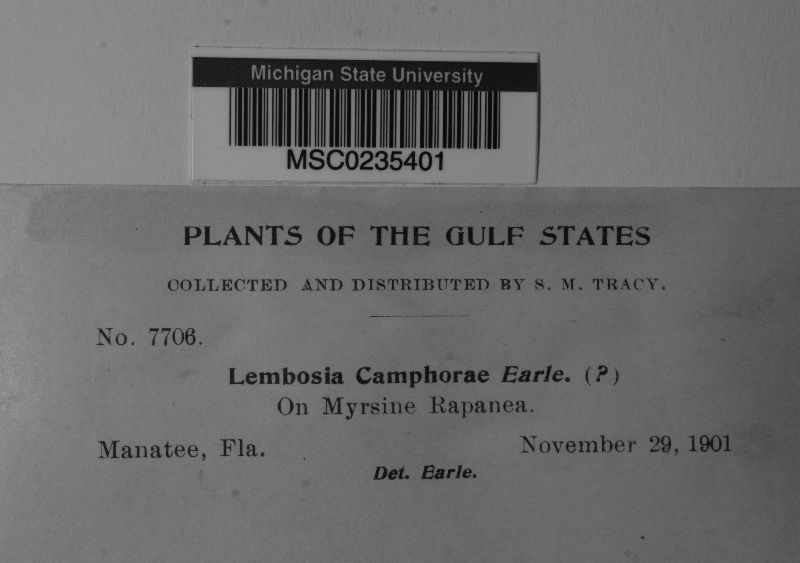 Michigan State University
MSC0235401
PLANTS OF THE GULF STATES
COLLECTED AND DISTRIBUTED BY S. M. TRACY.
No. 7706.
Lembosia Camphorae Earle. (?)
On Myrsine Rapanea.
Manatee, Fla. November 29, 1901
Det. Earle.